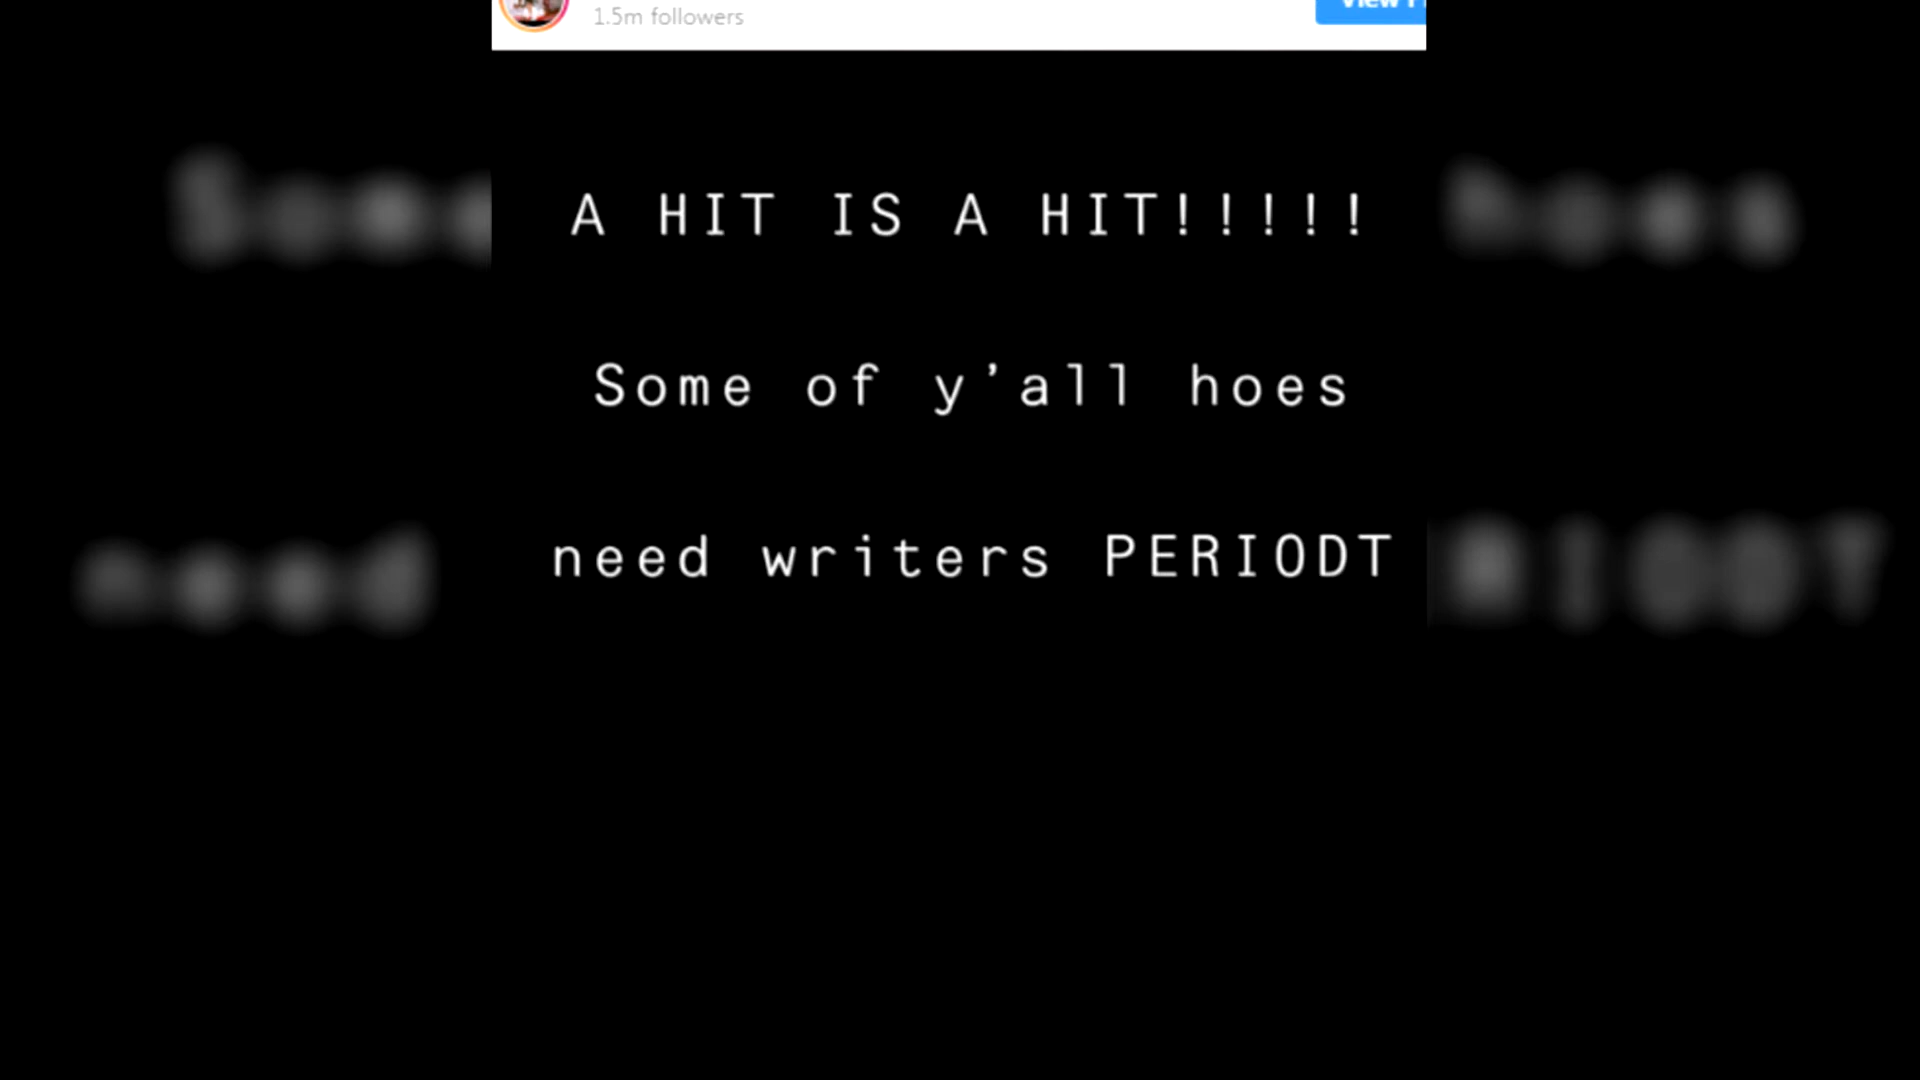 1.5m followers
A HIT IS A HIT!!!!!
Some of y’all hoes
need writers PERIODT